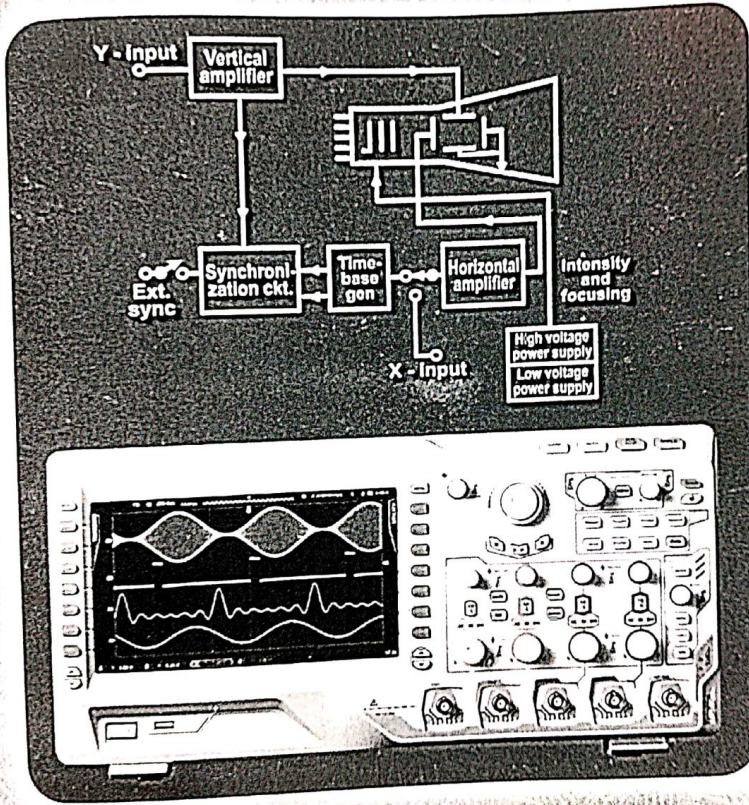 Y - Input
Vertical
amplifier
Synchroni-
zation ckt.
Ext.
sync
Time-
base
gen
Horizontal
amplifier
X - Input
Intensity
and
focusing
High voltage
power supply
Low voltage
power supply